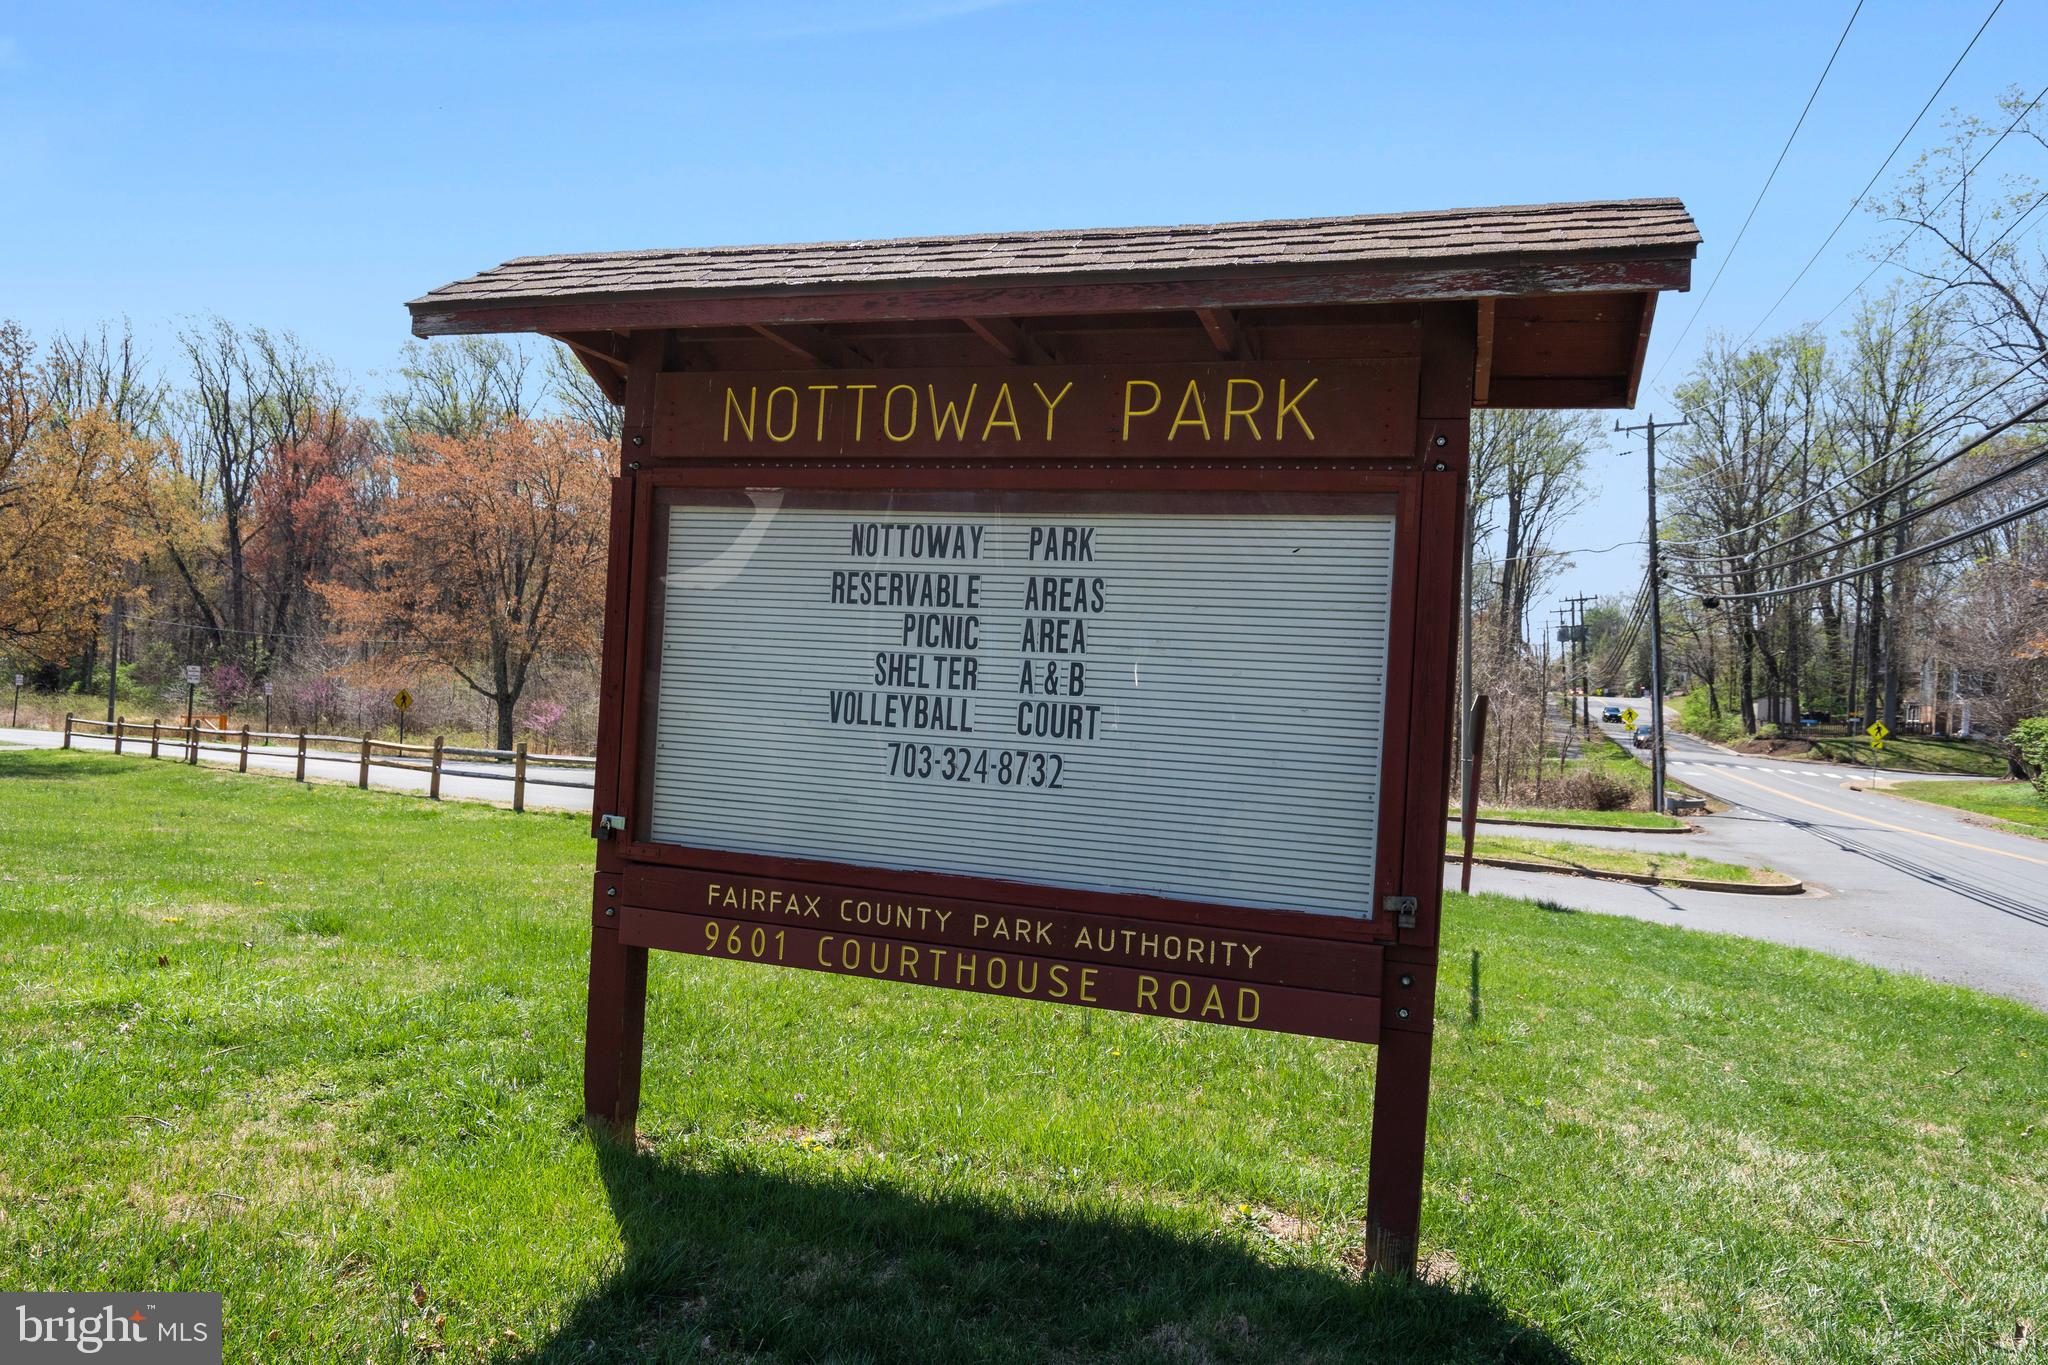 NOTTOWAY PARK
NOTTOWAY PARK
RESERVABLE AREAS
PICNIC AREA
SHELTER A & B
VOLLEYBALL COURT
703-324-8732
FAIRFAX COUNTY PARK AUTHORITY
9601 COURTHOUSE ROAD
bright™ MLS